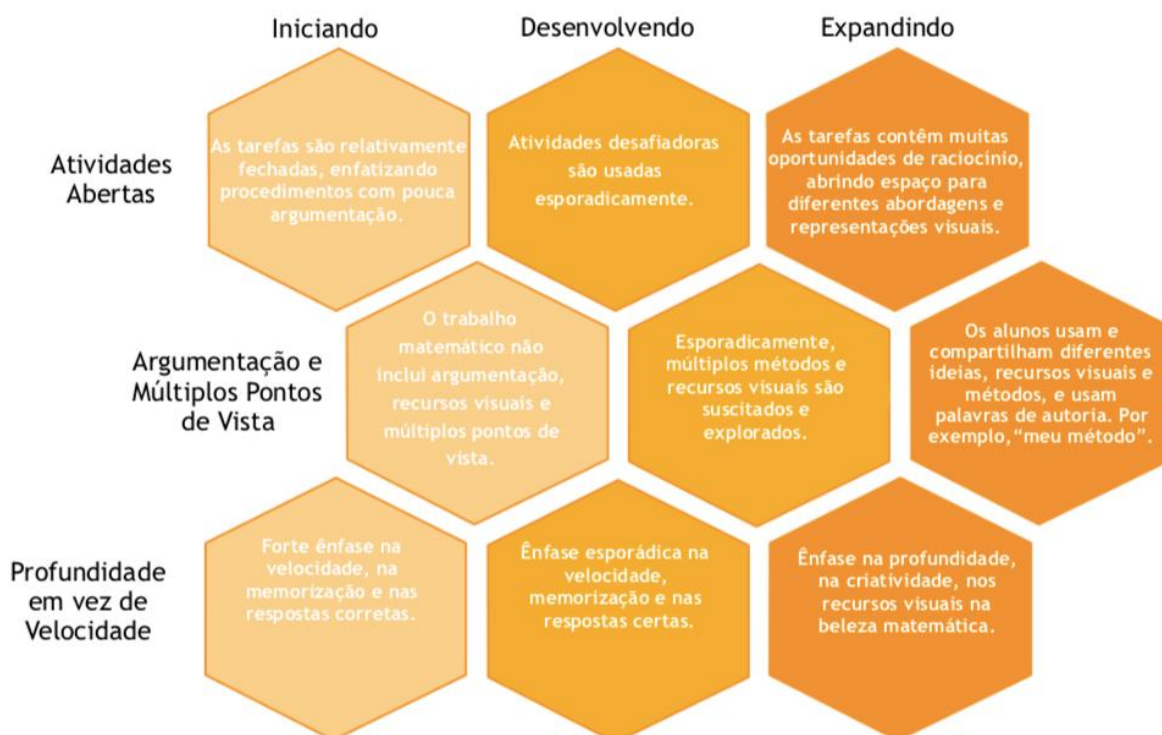 Iniciando
Desenvolvendo
Expandindo
Atividades
Abertas
As tarefas são relativamente
fechadas, enfatizando
procedimentos com pouca
argumentação.
Atividades desafiadoras
são usadas
esporadicamente.
As tarefas contêm muitas
oportunidades de raciocínio,
abrindo espaço para
diferentes abordagens e
representações visuais.
Argumentação e
Múltiplos Pontos
de Vista
O trabalho
matemático não
inclui argumentação,
recursos visuais e
múltiplos pontos de
vista.
Esporadicamente,
múltiplos métodos e
recursos visuais são
suscitados e
explorados.
Os alunos usam e
compartilham diferentes
ideias, recursos visuais e
métodos, e usam
palavras de autoria. Por
exemplo, “meu método”.
Profundidade
em vez de
Velocidade
Forte ênfase na
velocidade, na
memorização e nas
respostas corretas.
Ênfase esporádica na
velocidade,
memorização e nas
respostas certas.
Ênfase na profundidade,
na criatividade, nos
recursos visuais na
beleza matemática.